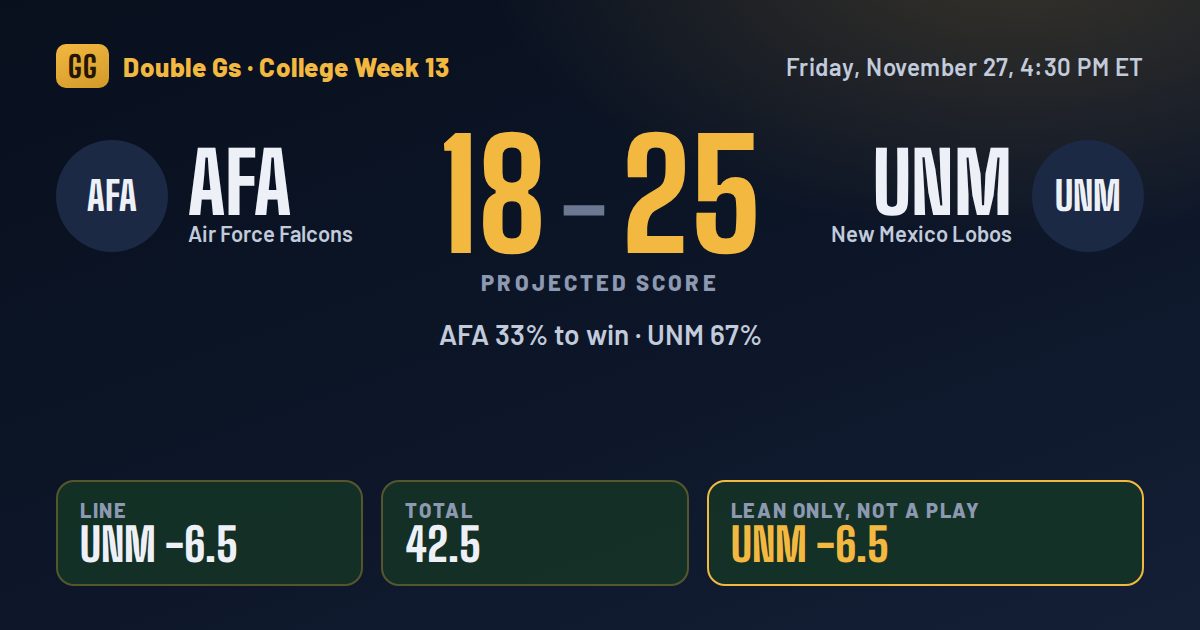 GG Double Gs · College Week 13
Friday, November 27, 4:30 PM ET
AFA
AFA
Air Force Falcons
18 – 25
PROJECTED SCORE
AFA 33% to win · UNM 67%
UNM
New Mexico Lobos
UNM
LINE
UNM −6.5
TOTAL
42.5
LEAN ONLY, NOT A PLAY
UNM −6.5